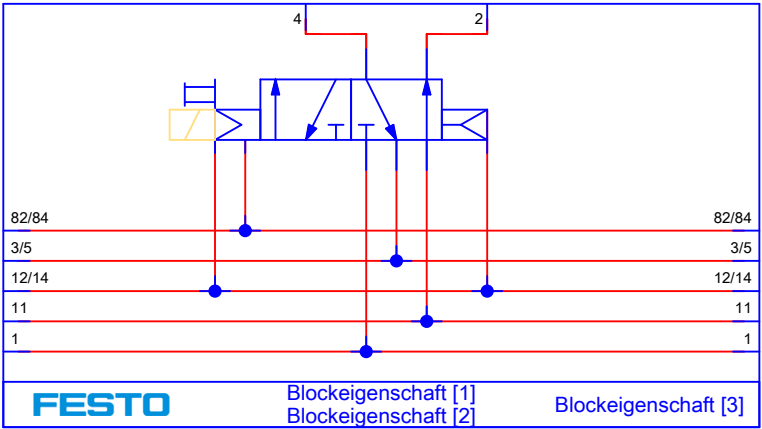 4 2
82/84 82/84
3/5 3/5
12/14 12/14
11 11
1 1
FESTO
Blockeigenschaft [1]
Blockeigenschaft [2]
Blockeigenschaft [3]